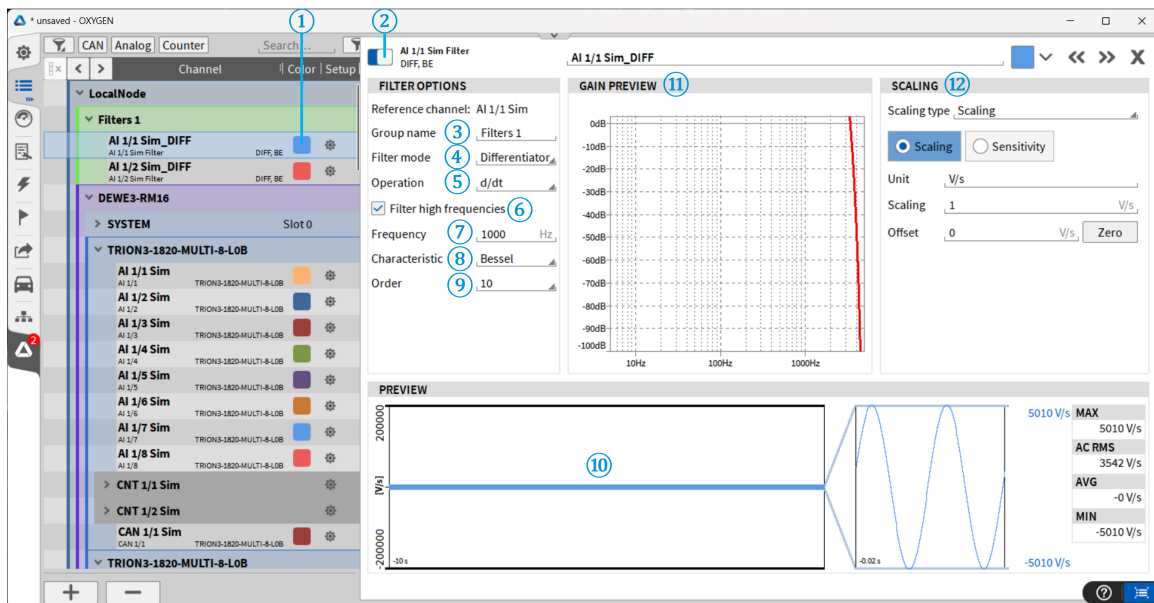 * unsaved - OXYGEN
1
2
CAN Analog Counter Search...
AI 1/1 Sim Filter
DIFF, BE
AI 1/1 Sim_DIFF
Channel Color Setup
LocalNode
Filters 1
AI 1/1 Sim_DIFF
AI 1/1 Sim Filter DIFF, BE
AI 1/2 Sim_DIFF
AI 1/2 Sim Filter DIFF, BE
DEWE3-RM16
SYSTEM Slot 0
TRION3-1820-MULTI-8-L0B
AI 1/1 Sim
AI 1/1 TRION3-1820-MULTI-8-L0B
AI 1/2 Sim
AI 1/2 TRION3-1820-MULTI-8-L0B
AI 1/3 Sim
AI 1/3 TRION3-1820-MULTI-8-L0B
AI 1/4 Sim
AI 1/4 TRION3-1820-MULTI-8-L0B
AI 1/5 Sim
AI 1/5 TRION3-1820-MULTI-8-L0B
AI 1/6 Sim
AI 1/6 TRION3-1820-MULTI-8-L0B
AI 1/7 Sim
AI 1/7 TRION3-1820-MULTI-8-L0B
AI 1/8 Sim
AI 1/8 TRION3-1820-MULTI-8-L0B
CNT 1/1 Sim
CNT 1/2 Sim
CAN 1/1 Sim
CAN 1/1 TRION3-1820-MULTI-8-L0B
TRION3-1820-MULTI-8-L0B
2
FILTER OPTIONS
Reference channel: AI 1/1 Sim
Group name 3 Filters 1
Filter mode 4 Differentiator
Operation 5 d/dt
Filter high frequencies 6
Frequency 7 1000 Hz
Characteristic 8 Bessel
Order 9 10
GAIN PREVIEW 11
0dB
-10dB
-20dB
-30dB
-40dB
-50dB
-60dB
-70dB
-80dB
-90dB
-100dB
10Hz 100Hz 1000Hz
SCALING 12
Scaling type Scaling
Scaling Sensitivity
Unit V/s
Scaling 1 V/s
Offset 0 V/s Zero
PREVIEW
200000
[V/s]
-200000
-10 s
10
-0.02 s
5010 V/s
-5010 V/s
MAX
5010 V/s
AC RMS
3542 V/s
AVG
-0 V/s
MIN
-5010 V/s